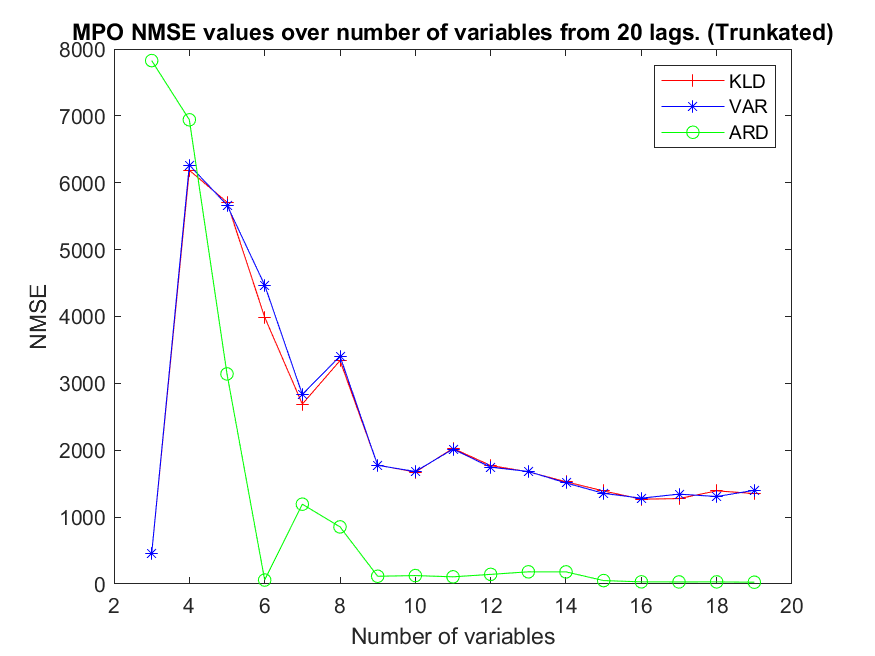 MPO NMSE values over number of variables from 20 lags. (Trunkated)
8000
7000
6000
5000
4000
3000
2000
1000
0
NMSE
KLD
VAR
ARD
2 4 6 8 10 12 14 16 18 20
Number of variables